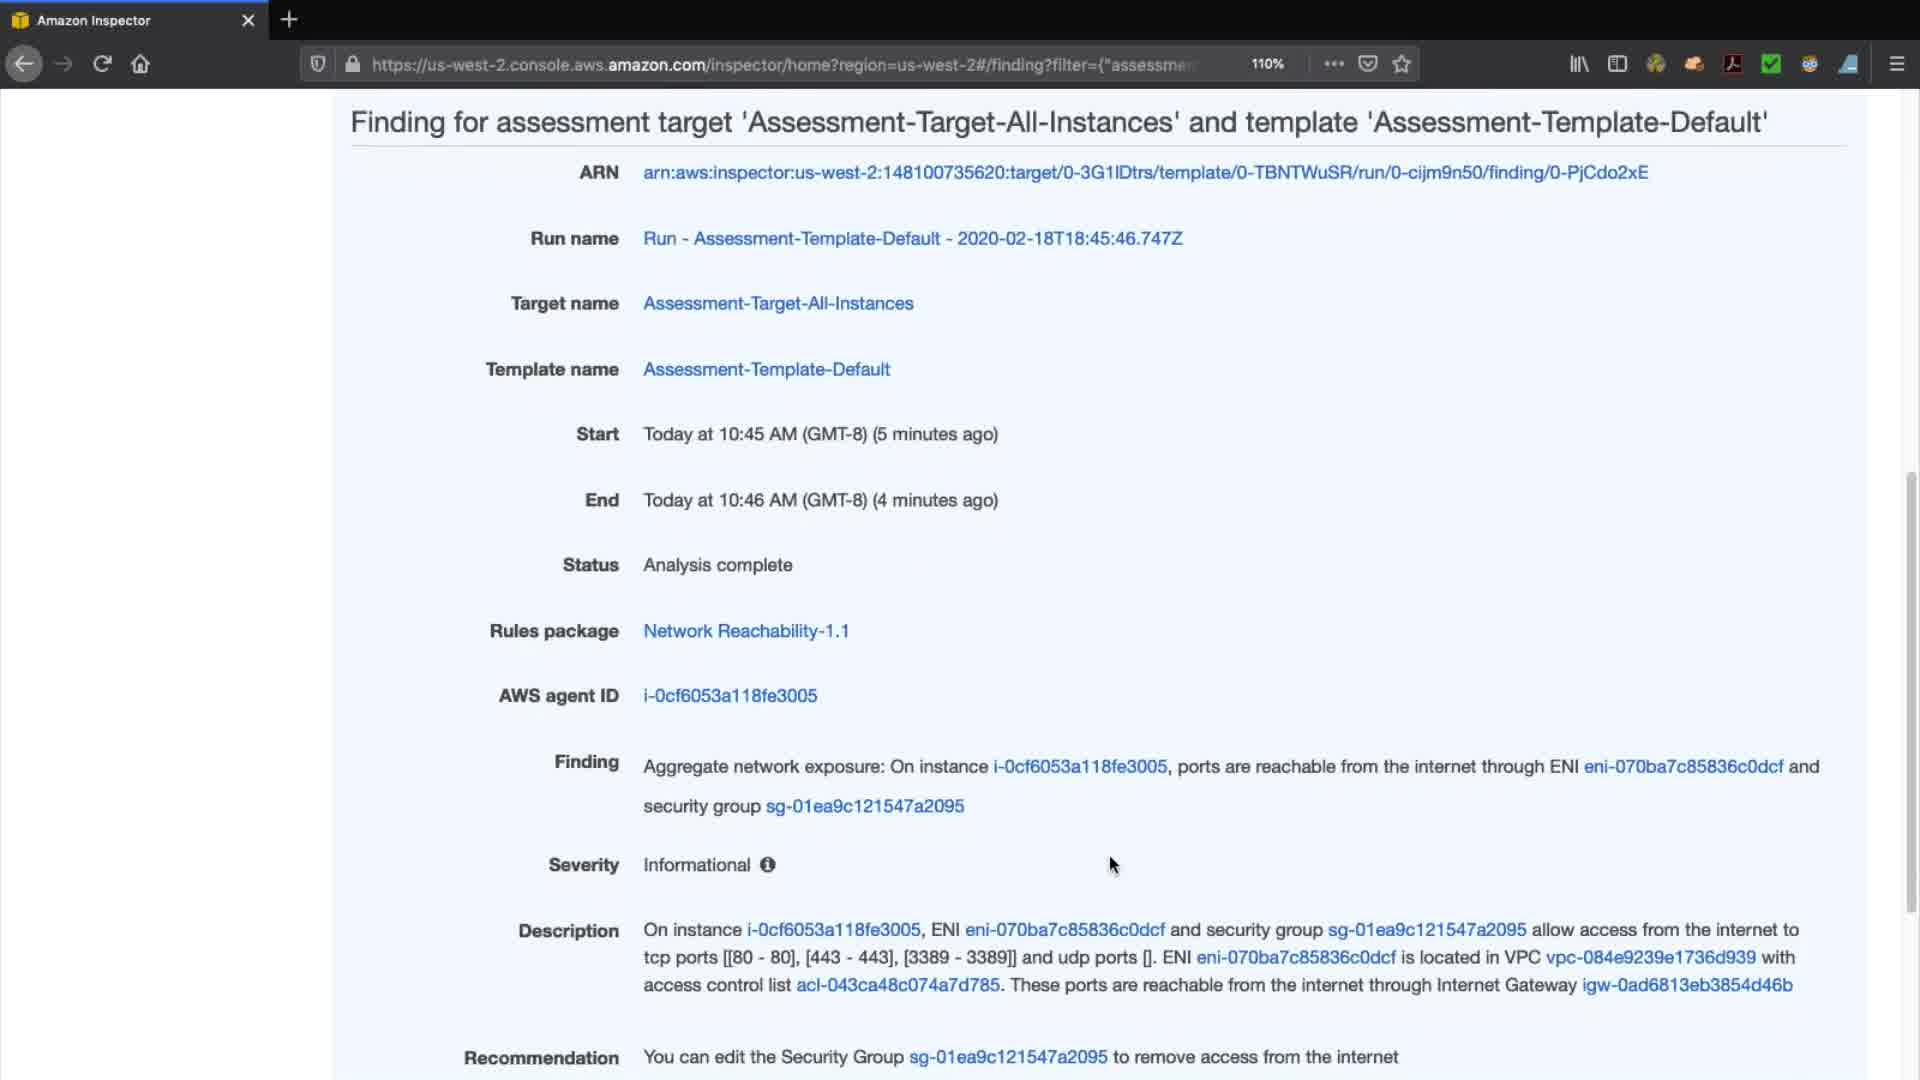 Amazon Inspector
https://us-west-2.console.aws.amazon.com/inspector/home?region=us-west-2#/finding?filter={"assessme
110%
Finding for assessment target 'Assessment-Target-All-Instances' and template 'Assessment-Template-Default'
ARN arn:aws:inspector:us-west-2:148100735620:target/0-3G1lDtrs/template/0-TBNTWuSR/run/0-cijm9n50/finding/0-PjCdo2xE
Run name Run - Assessment-Template-Default - 2020-02-18T18:45:46.747Z
Target name Assessment-Target-All-Instances
Template name Assessment-Template-Default
Start Today at 10:45 AM (GMT-8) (5 minutes ago)
End Today at 10:46 AM (GMT-8) (4 minutes ago)
Status Analysis complete
Rules package Network Reachability-1.1
AWS agent ID i-0cf6053a118fe3005
Finding Aggregate network exposure: On instance i-0cf6053a118fe3005, ports are reachable from the internet through ENI eni-070ba7c85836c0dcf and
security group sg-01ea9c121547a2095
Severity Informational
Description On instance i-0cf6053a118fe3005, ENI eni-070ba7c85836c0dcf and security group sg-01ea9c121547a2095 allow access from the internet to
tcp ports [[80 - 80], [443 - 443], [3389 - 3389]] and udp ports []. ENI eni-070ba7c85836c0dcf is located in VPC vpc-084e9239e1736d939 with
access control list acl-043ca48c074a7d785. These ports are reachable from the internet through Internet Gateway igw-0ad6813eb3854d46b
Recommendation You can edit the Security Group sg-01ea9c121547a2095 to remove access from the internet